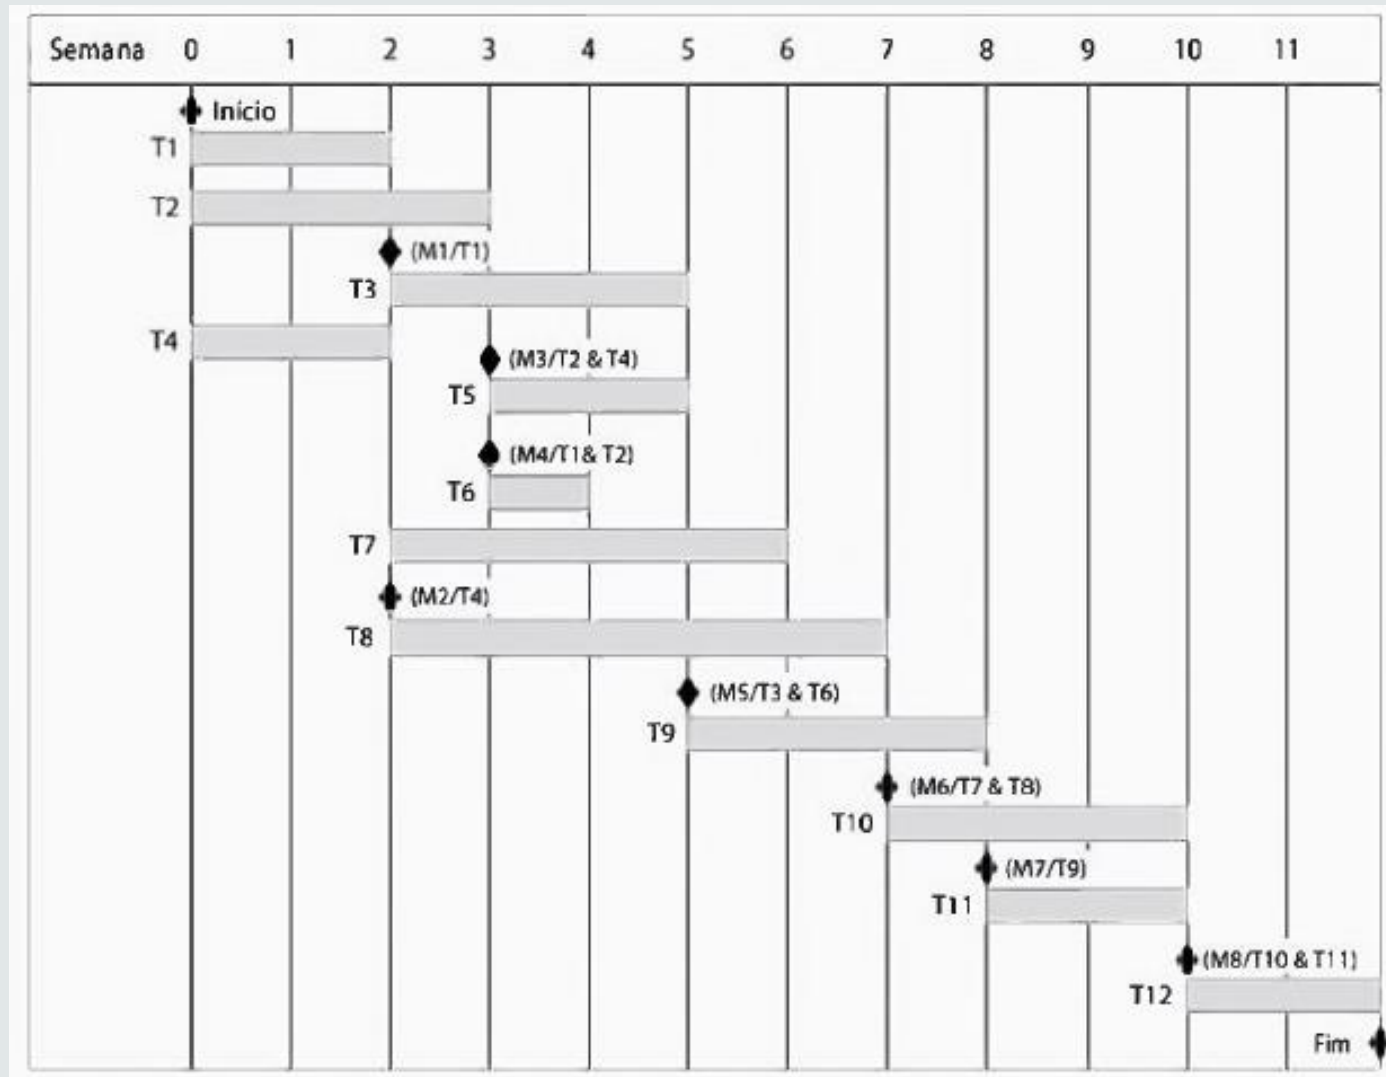 Semana 0 1 2 3 4 5 6 7 8 9 10 11
Início
T1
T2
(M1/T1)
T3
T4
(M3/T2 & T4)
T5
(M4/T1& T2)
T6
T7
(M2/T4)
T8
(M5/T3 & T6)
T9
(M6/T7 & T8)
T10
(M7/T9)
T11
(M8/T10 & T11)
T12
Fim